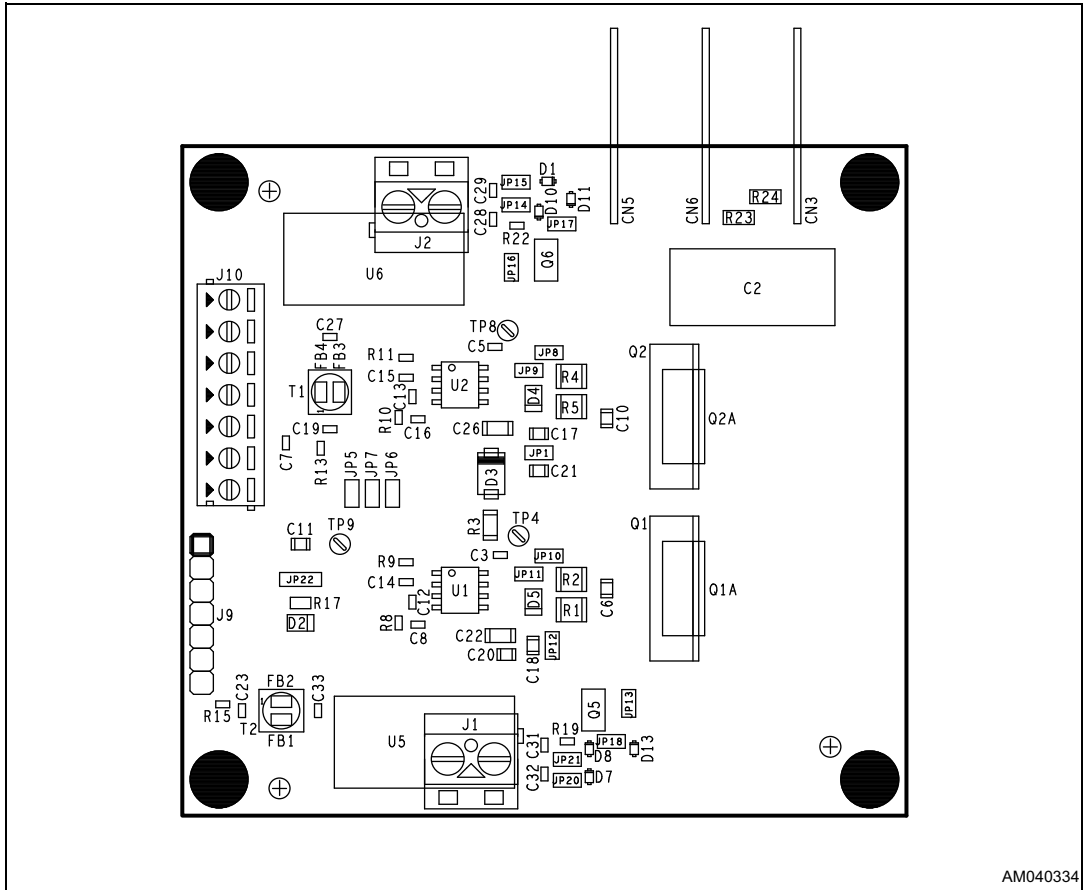 D1
C29
JP15
D11
JP14
D10
C28
JP17
R22
J2
CN5
CN6
R24
R23
CN3
U6
JP16
Q6
C2
J10
TP8
C27
C5
FB4
FB3
R11
JP8
Q2
C15
U2
JP9
R4
T1
1
C13
D4
R5
R10
C16
C26
C17
C10
Q2A
C19
C7
R13
JP5
JP7
JP6
D3
JP1
C21
R3
TP4
C11
TP9
Q1
C3
JP10
R9
JP22
C14
U1
JP11
R2
R17
C12
D5
R1
C6
Q1A
J9
D2
R8
C8
C22
C20
C18
JP12
FB2
C23
C33
R15
T2
1
FB1
Q5
JP13
J1
U5
C31
R19
JP18
D8
D13
JP21
C32
JP20
D7
AM040334